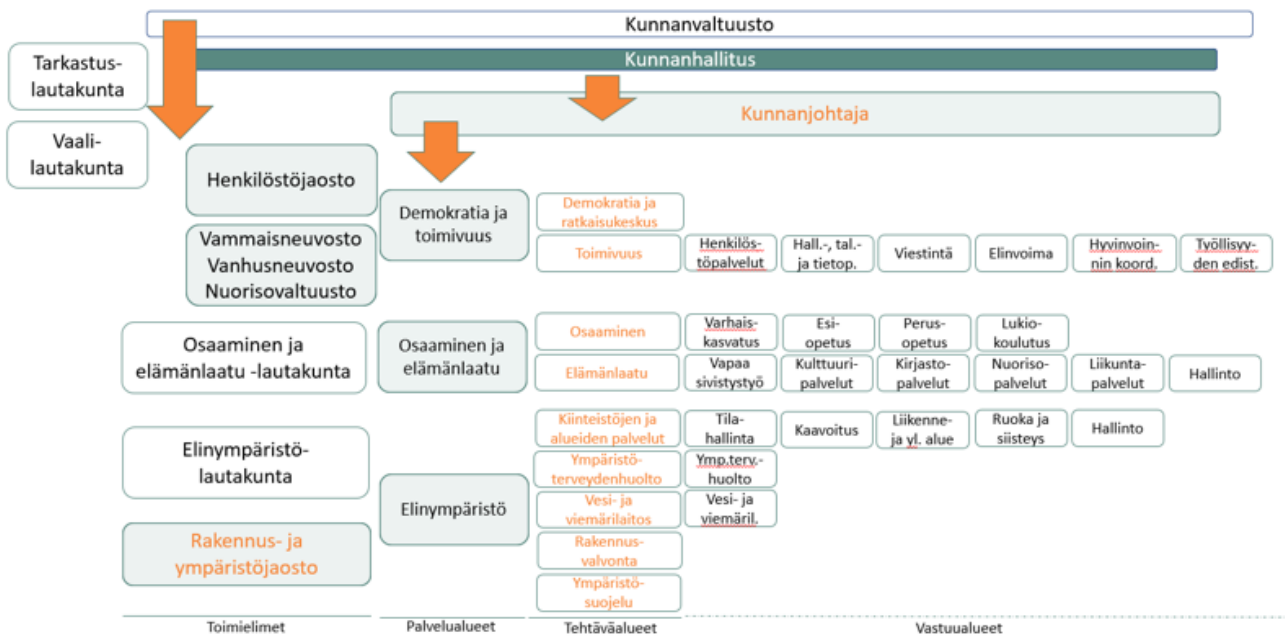 Kunnanvaltuusto
Kunnanhallitus
Tarkastus-
lautakunta
Kunnanjohtaja
Vaali-
lautakunta
Henkilöstöjaosto
Vammaisneuvosto
Vanhusneuvosto
Nuorisovaltuusto
Demokratia ja
toimivuus
Demokratia ja
ratkaisukeskus
Toimivuus
Henkilös-
töpalvelut
Hall.-, tal.-
ja tietop.
Viestintä
Elinvoima
Hyvinvoin-
nin koord.
Työllisyy-
den edist.
Osaaminen ja
elämänlaatu -lautakunta
Osaaminen ja
elämänlaatu
Osaaminen
Varhais-
kasvatus
Esi-
opetus
Perus-
opetus
Lukio-
koulutus
Elämänlaatu
Vapaa
sivistystyö
Kulttuuri-
palvelut
Kirjasto-
palvelut
Nuoriso-
palvelut
Liikunta-
palvelut
Hallinto
Elinympäristö-
lautakunta
Rakennus- ja
ympäristöjaosto
Elinympäristö
Kiinteistöjen ja
alueiden palvelut
Tila-
hallinta
Kaavoitus
Liikenne-
ja yl. alue
Ruoka ja
siisteys
Hallinto
Ympäristö-
terveydenhuolto
Ymp.terv.-
huolto
Vesi- ja
viemärilaitos
Vesi- ja
viemäril.
Rakennus-
valvonta
Ympäristö-
suojelu
Toimielimet
Palvelualueet
Tehtäväalueet
Vastuualueet